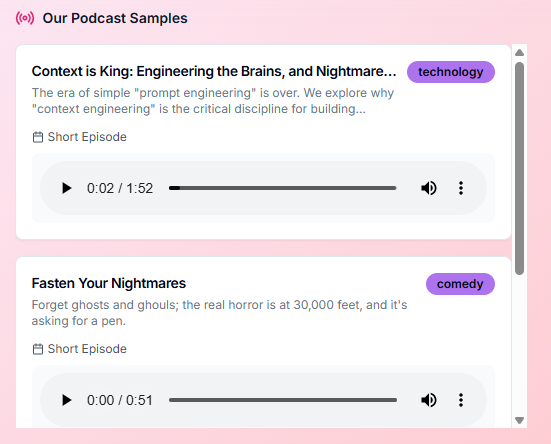 Our Podcast Samples
Context is King: Engineering the Brains, and Nightmare...
technology
The era of simple "prompt engineering" is over. We explore why
"context engineering" is the critical discipline for building...
Short Episode
0:02 / 1:52
Fasten Your Nightmares
comedy
Forget ghosts and ghouls; the real horror is at 30,000 feet, and it's
asking for a pen.
Short Episode
0:00 / 0:51